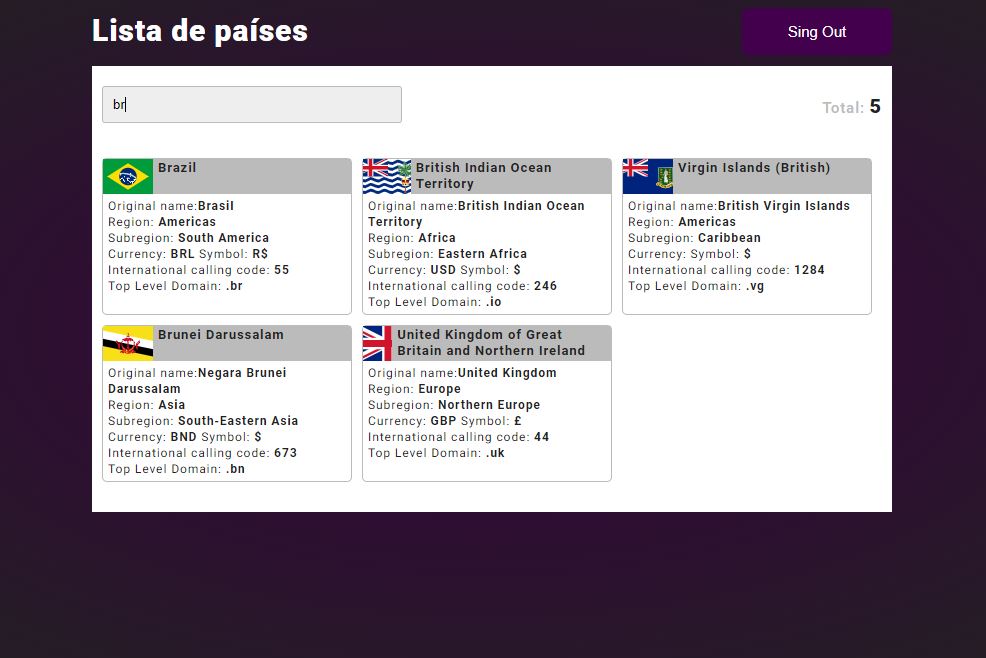 Lista de países
Sing Out
br
Total: 5
Brazil
Original name:Brasil
Region: Americas
Subregion: South America
Currency: BRL Symbol: R$
International calling code: 55
Top Level Domain: .br
British Indian Ocean
Territory
Original name:British Indian Ocean
Territory
Region: Africa
Subregion: Eastern Africa
Currency: USD Symbol: $
International calling code: 246
Top Level Domain: .io
Virgin Islands (British)
Original name:British Virgin Islands
Region: Americas
Subregion: Caribbean
Currency: Symbol: $
International calling code: 1284
Top Level Domain: .vg
Brunei Darussalam
Original name:Negara Brunei
Darussalam
Region: Asia
Subregion: South-Eastern Asia
Currency: BND Symbol: $
International calling code: 673
Top Level Domain: .bn
United Kingdom of Great
Britain and Northern Ireland
Original name:United Kingdom
Region: Europe
Subregion: Northern Europe
Currency: GBP Symbol: £
International calling code: 44
Top Level Domain: .uk